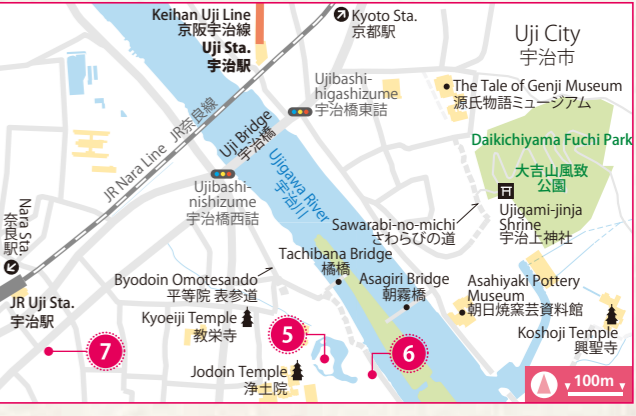 Keihan Uji Line
京阪宇治線
Uji Sta.
宇治駅
Kyoto Sta.
京都駅
Uji City
宇治市
Ujibashi-
higashizume
宇治橋東詰
The Tale of Genji Museum
源氏物語ミュージアム
JR Nara Line JR奈良線
Uji Bridge
宇治橋
Daikichiyama Fuchi Park
大吉山風致
公園
Ujigawa River
宇治川
Ujibashi-
nishizume
宇治橋西詰
Nara Sta.
奈良駅
Ujigami-jinja
Shrine
宇治上神社
Sawarabi-no-michi
さわらびの道
Tachibana Bridge
橘橋
Byodoin Omotesando
平等院 表参道
Asagiri Bridge
朝霧橋
Asahiyaki Pottery
Museum
朝日焼窯芸資料館
JR Uji Sta.
宇治駅
Kyoeiji Temple
教栄寺
Koshoji Temple
興聖寺
5
6
7
Jodoin Temple
浄土院
100m